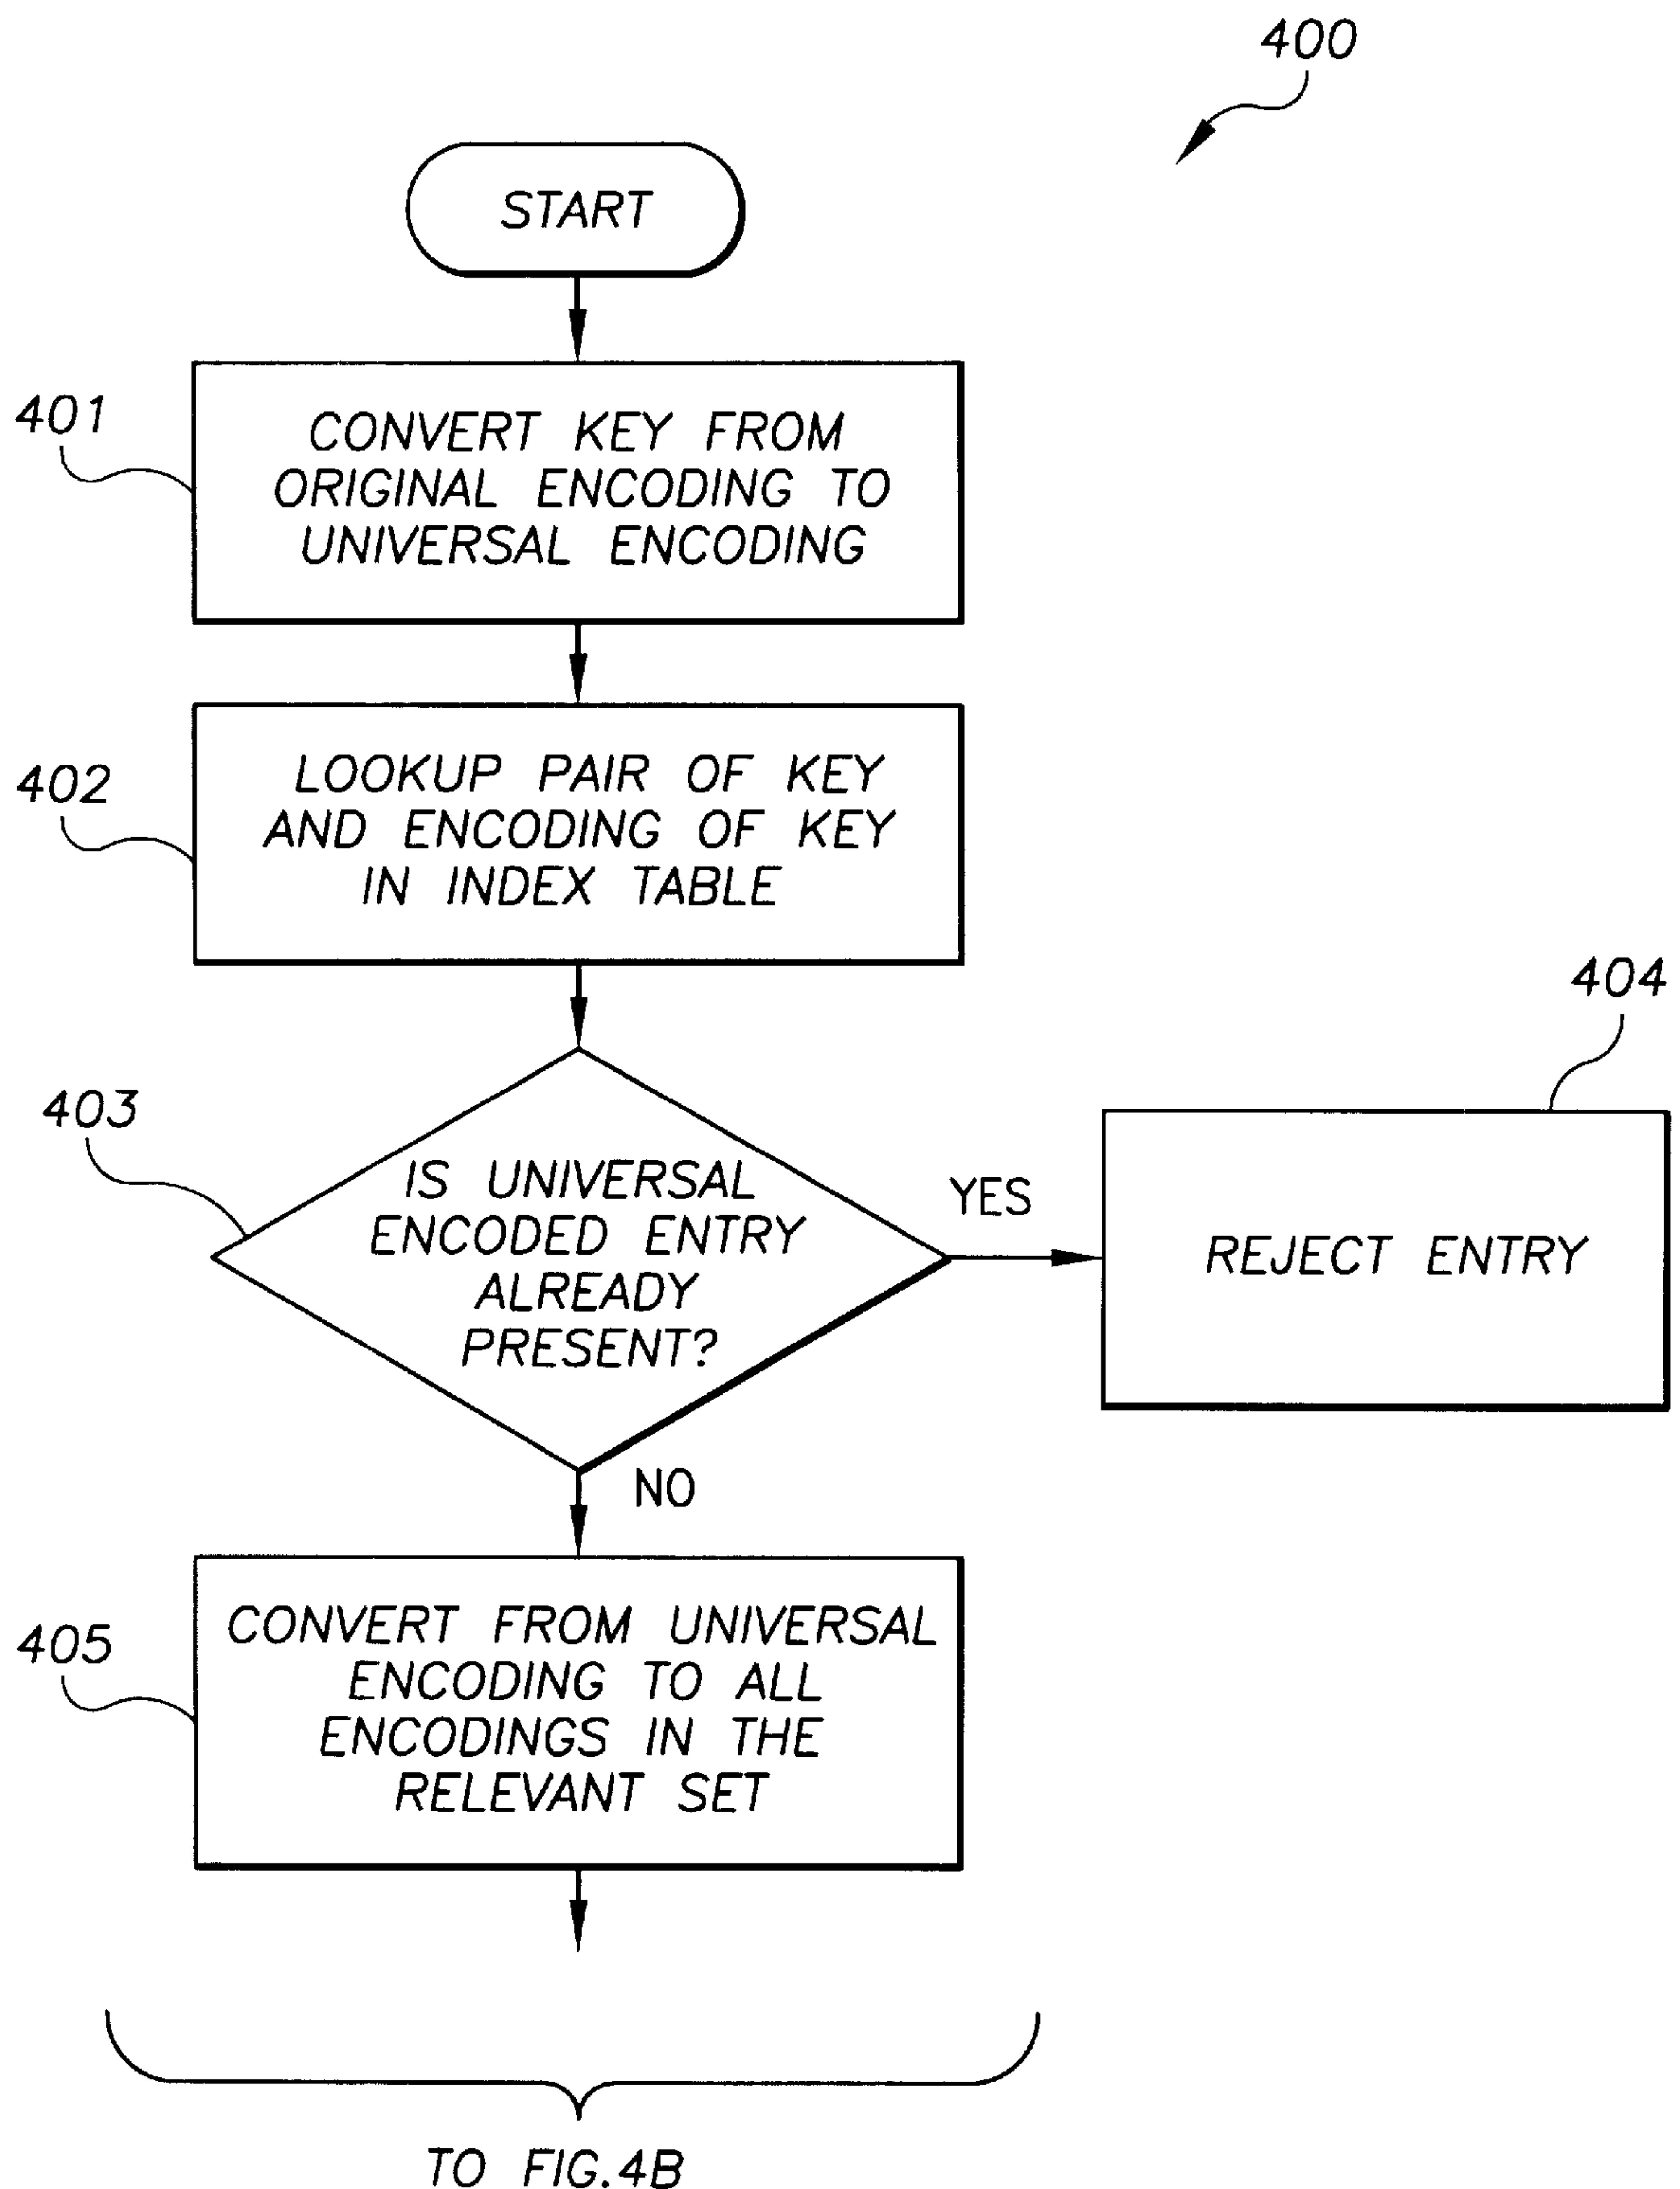 400
START
401
CONVERT KEY FROM
ORIGINAL ENCODING TO
UNIVERSAL ENCODING
402
LOOKUP PAIR OF KEY
AND ENCODING OF KEY
IN INDEX TABLE
404
403
IS UNIVERSAL
ENCODED ENTRY
ALREADY
PRESENT?
YES
REJECT ENTRY
NO
405
CONVERT FROM UNIVERSAL
ENCODING TO ALL
ENCODINGS IN THE
RELEVANT SET
TO FIG.4B